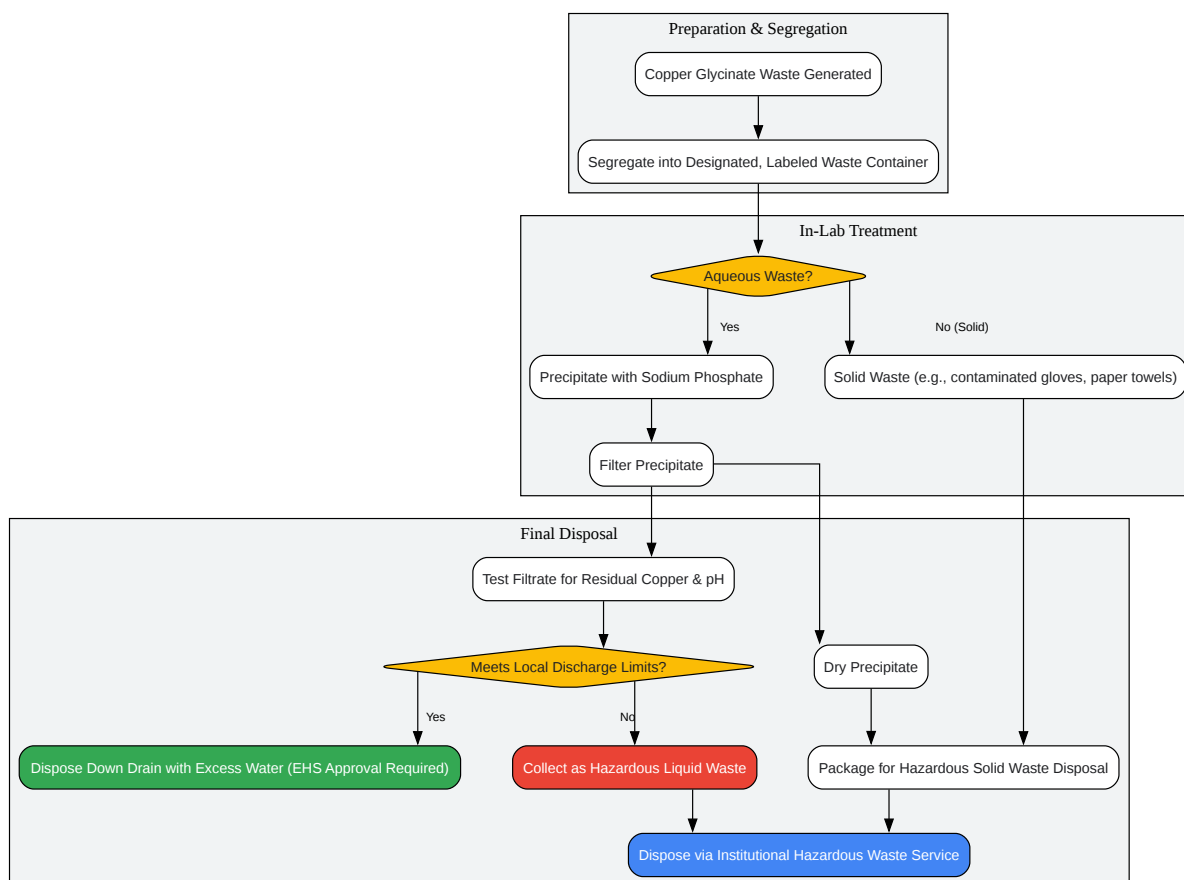 Preparation & Segregation
Copper Glycinate Waste Generated
Segregate into Designated, Labeled Waste Container
In-Lab Treatment
Aqueous Waste?
Yes
No (Solid)
Precipitate with Sodium Phosphate
Solid Waste (e.g., contaminated gloves, paper towels)
Filter Precipitate
Final Disposal
Test Filtrate for Residual Copper & pH
Meets Local Discharge Limits?
Dry Precipitate
Yes
No
Dispose Down Drain with Excess Water (EHS Approval Required)
Collect as Hazardous Liquid Waste
Package for Hazardous Solid Waste Disposal
Dispose via Institutional Hazardous Waste Service